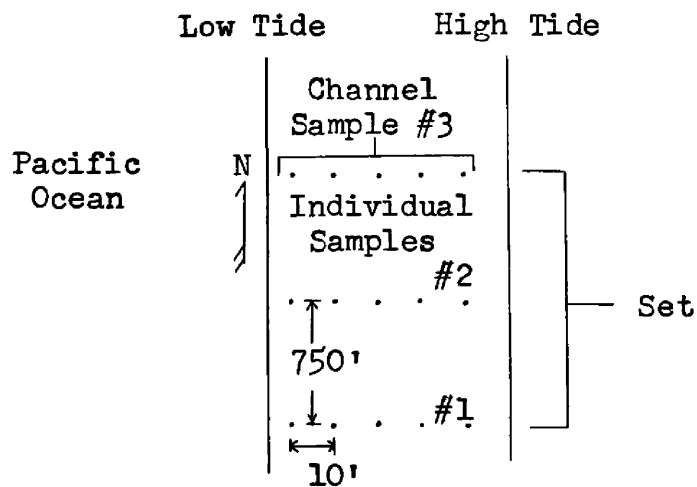 Low Tide
High Tide
Channel
Sample #3
Pacific
Ocean
N
Individual
Samples
#2
Set
750'
#1
10'